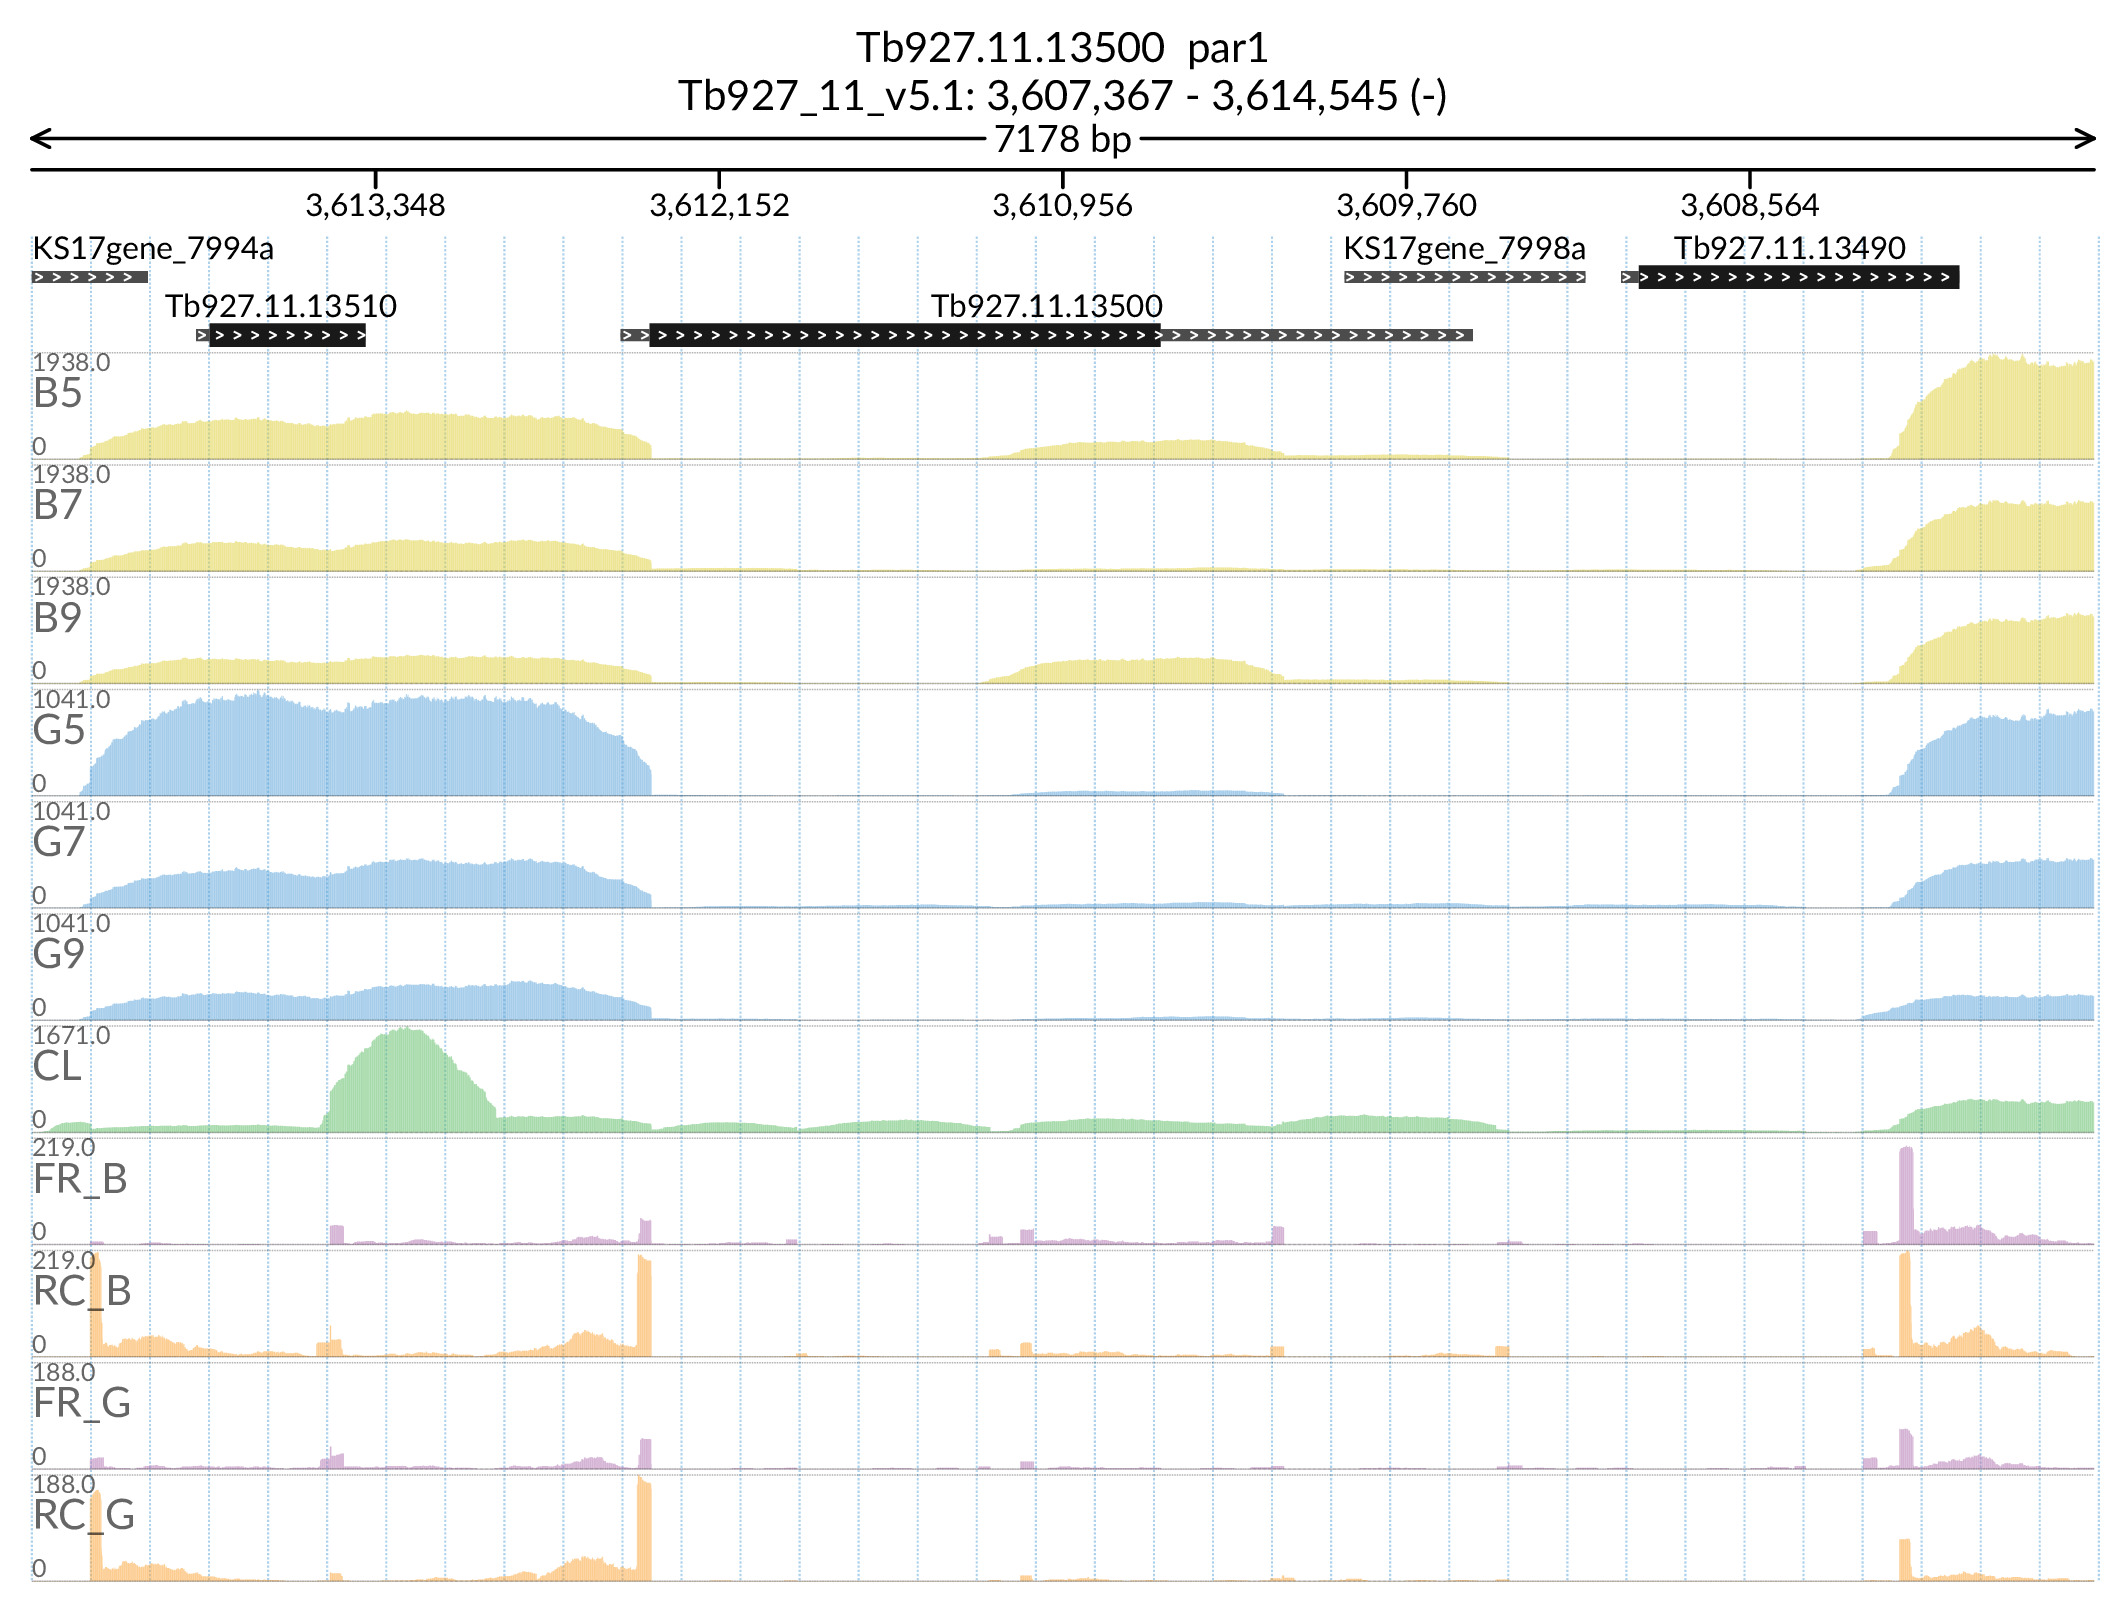 Tb927.11.13500 par1
Tb927_11_v5.1: 3,607,367 - 3,614,545 (-)
7178 bp
3,613,348 3,612,152 3,610,956 3,609,760 3,608,564
KS17gene_7994a KS17gene_7998a Tb927.11.13490
Tb927.11.13510 Tb927.11.13500
1938.0
B5
0
1938.0
B7
0
1938.0
B9
0
1041.0
G5
0
1041.0
G7
0
1041.0
G9
0
1671.0
CL
0
219.0
FR_B
0
219.0
RC_B
0
188.0
FR_G
0
188.0
RC_G
0